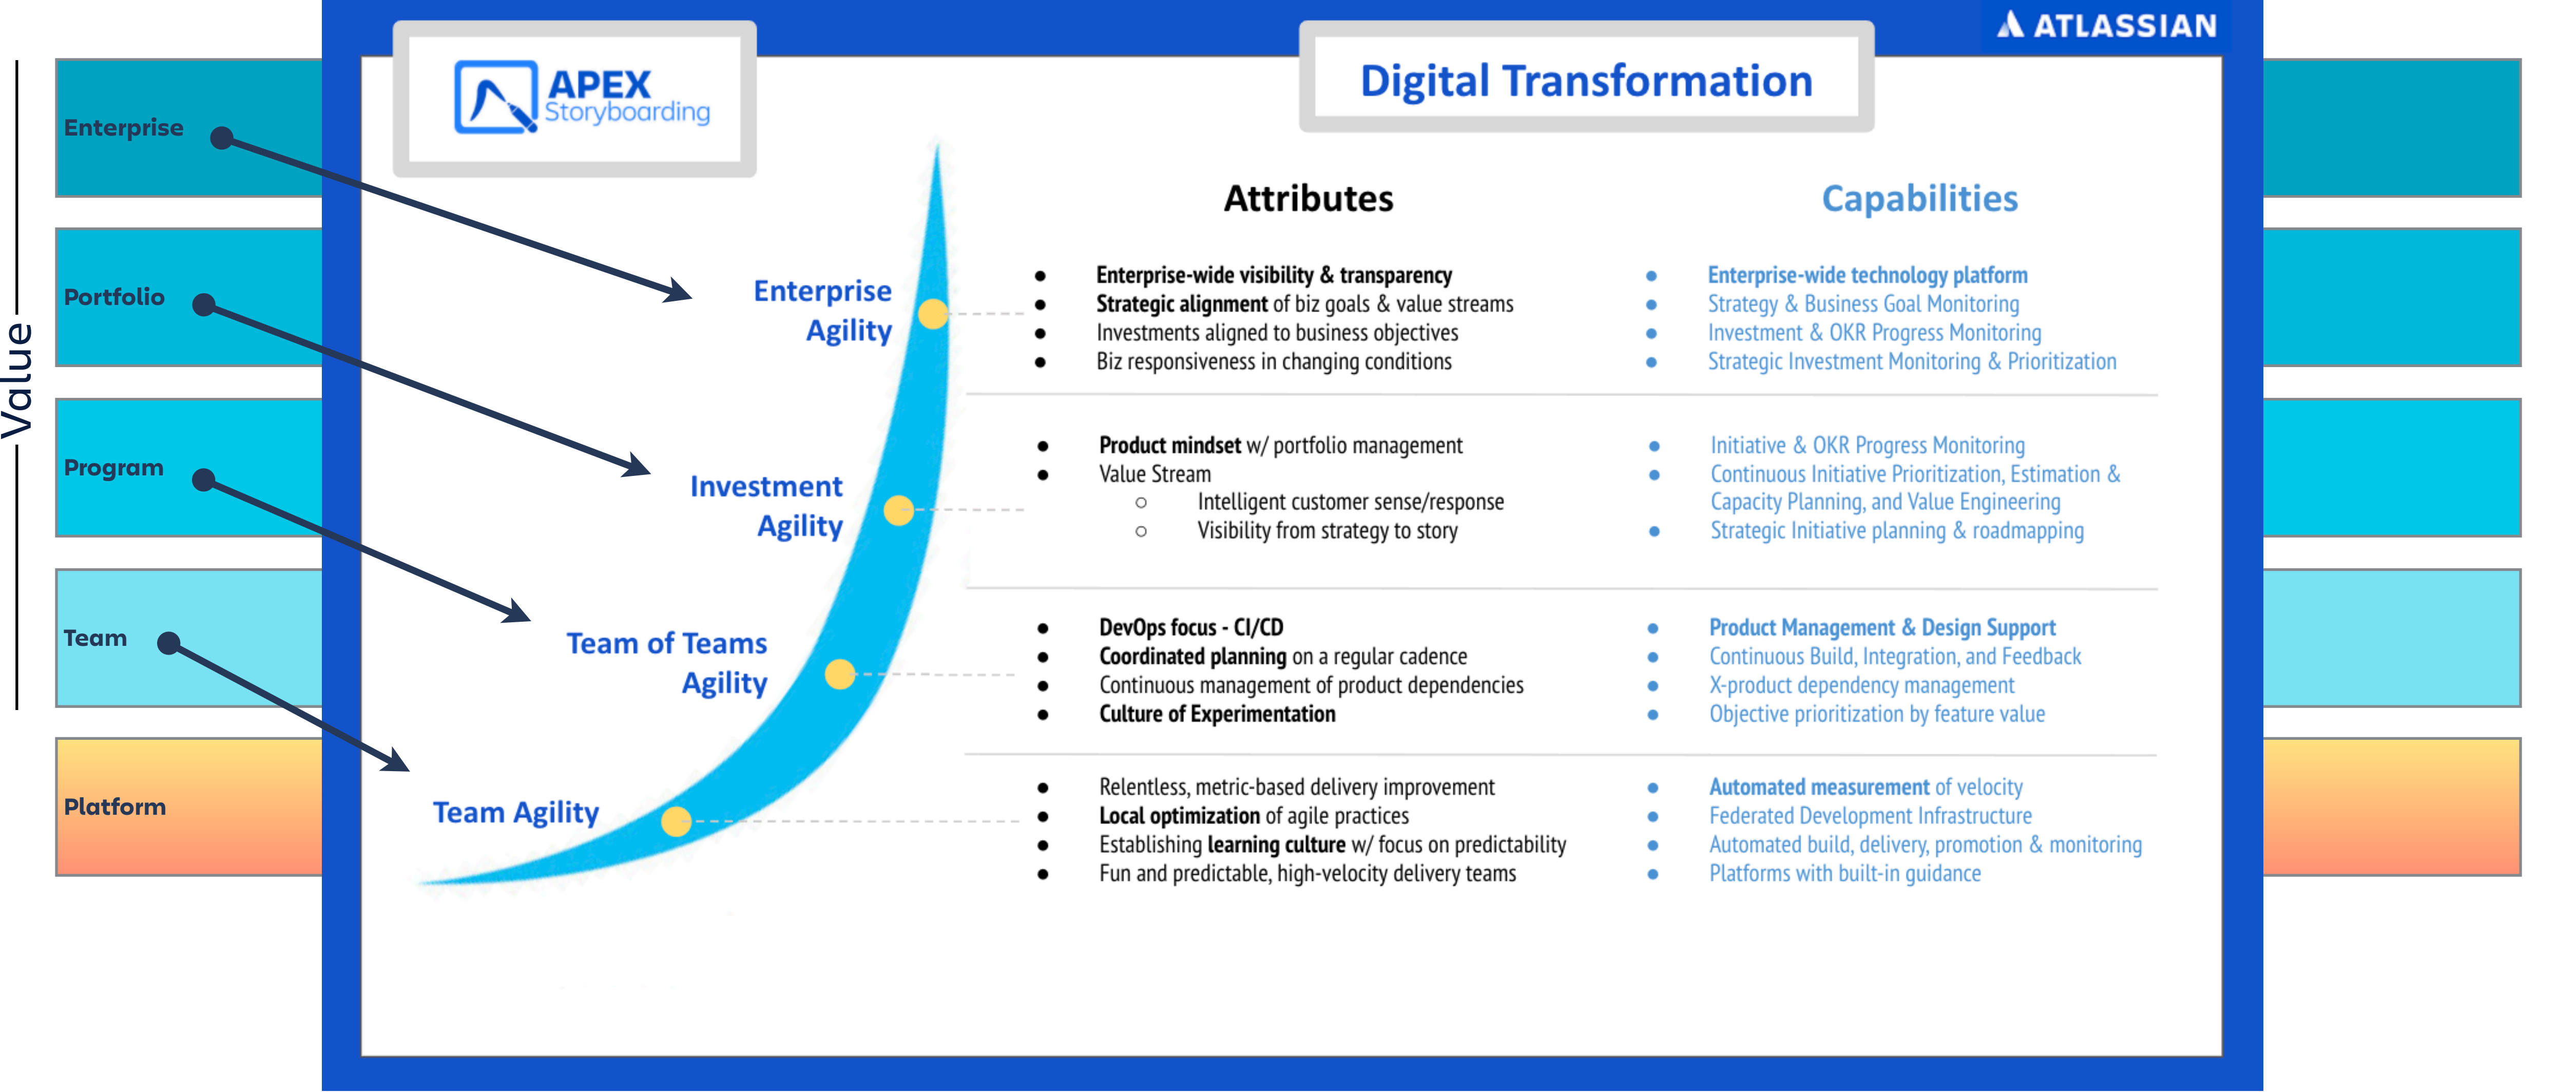 ATLASSIAN
APEX
Storyboarding
Digital Transformation
Value
Enterprise
Portfolio
Program
Team
Platform
Attributes
Capabilities
Enterprise
Agility
Enterprise-wide visibility & transparency
Strategic alignment of biz goals & value streams
Investments aligned to business objectives
Biz responsiveness in changing conditions
Enterprise-wide technology platform
Strategy & Business Goal Monitoring
Investment & OKR Progress Monitoring
Strategic Investment Monitoring & Prioritization
Investment
Agility
Product mindset w/ portfolio management
Value Stream
Intelligent customer sense/response
Visibility from strategy to story
Initiative & OKR Progress Monitoring
Continuous Initiative Prioritization, Estimation &
Capacity Planning, and Value Engineering
Strategic Initiative planning & roadmapping
Team of Teams
Agility
DevOps focus - CI/CD
Coordinated planning on a regular cadence
Continuous management of product dependencies
Culture of Experimentation
Product Management & Design Support
Continuous Build, Integration, and Feedback
X-product dependency management
Objective prioritization by feature value
Team Agility
Relentless, metric-based delivery improvement
Local optimization of agile practices
Establishing learning culture w/ focus on predictability
Fun and predictable, high-velocity delivery teams
Automated measurement of velocity
Federated Development Infrastructure
Automated build, delivery, promotion & monitoring
Platforms with built-in guidance